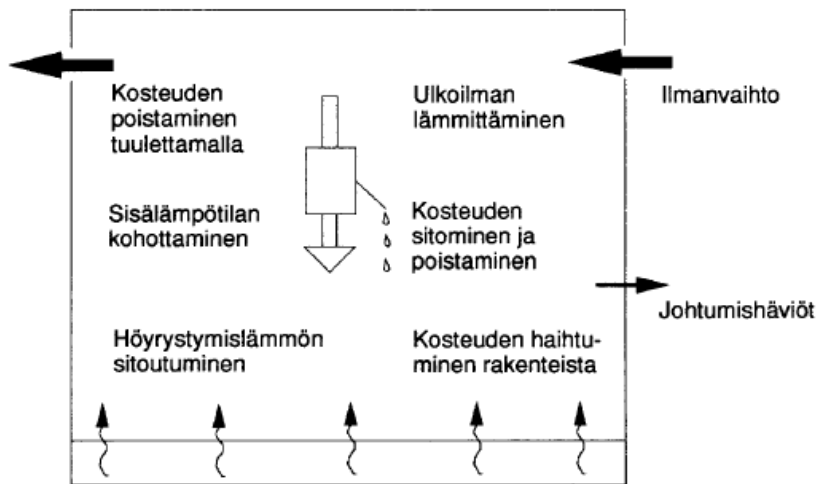 Kosteuden
poistaminen
tuulettamalla
Ulkoilman
lämmittäminen
Ilmanvaihto
Sisälämpötilan
kohottaminen
Kosteuden
sitominen ja
poistaminen
Johtumishäviöt
Höyrystymislämmön
sitoutuminen
Kosteuden haihtu-
minen rakenteista